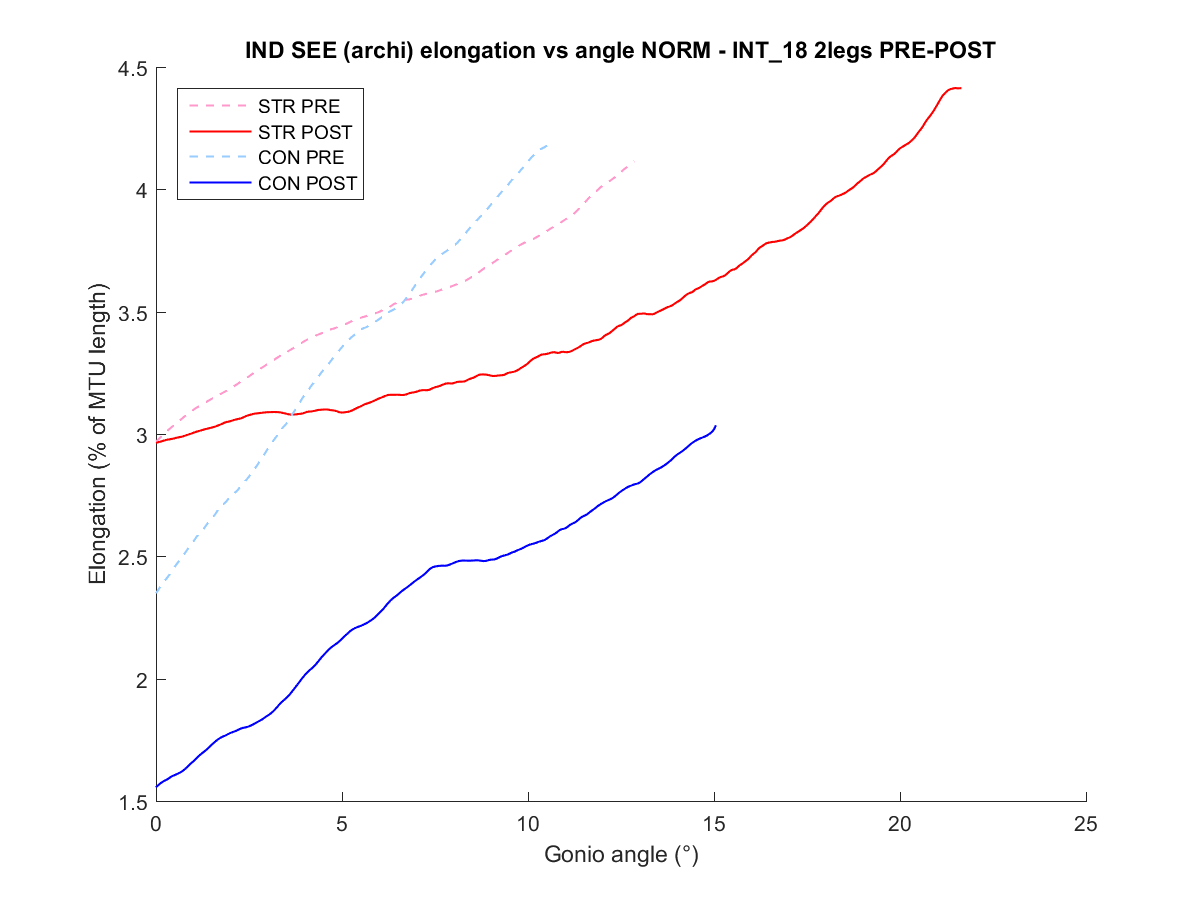 IND SEE (archi) elongation vs angle NORM - INT_18 2legs PRE-POST
4.5
4
3.5
3
2.5
2
1.5
Elongation (% of MTU length)
STR PRE
STR POST
CON PRE
CON POST
0 5 10 15 20 25
Gonio angle (°)